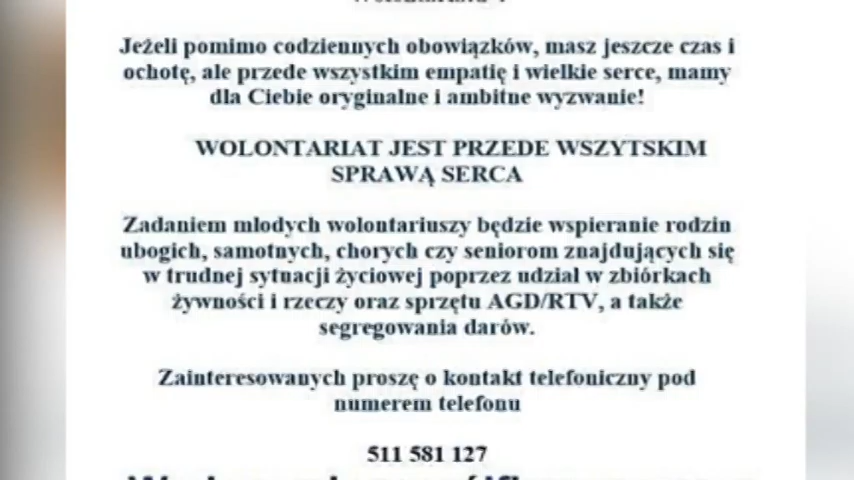 Jeżeli pomimo codziennych obowiązków, masz jeszcze czas i
ochotę, ale przede wszystkim empatię i wielkie serce, mamy
dla Ciebie oryginalne i ambitne wyzwanie!
WOLONTARIAT JEST PRZEDE WSZYTSKIM
SPRAWĄ SERCA
Zadaniem młodych wolontariuszy będzie wspieranie rodzin
ubogich, samotnych, chorych czy seniorom znajdujących się
w trudnej sytuacji życiowej poprzez udział w zbiórkach
żywności i rzeczy oraz sprzętu AGD/RTV, a także
segregowania darów.
Zainteresowanych proszę o kontakt telefoniczny pod
numerem telefonu
511 581 127